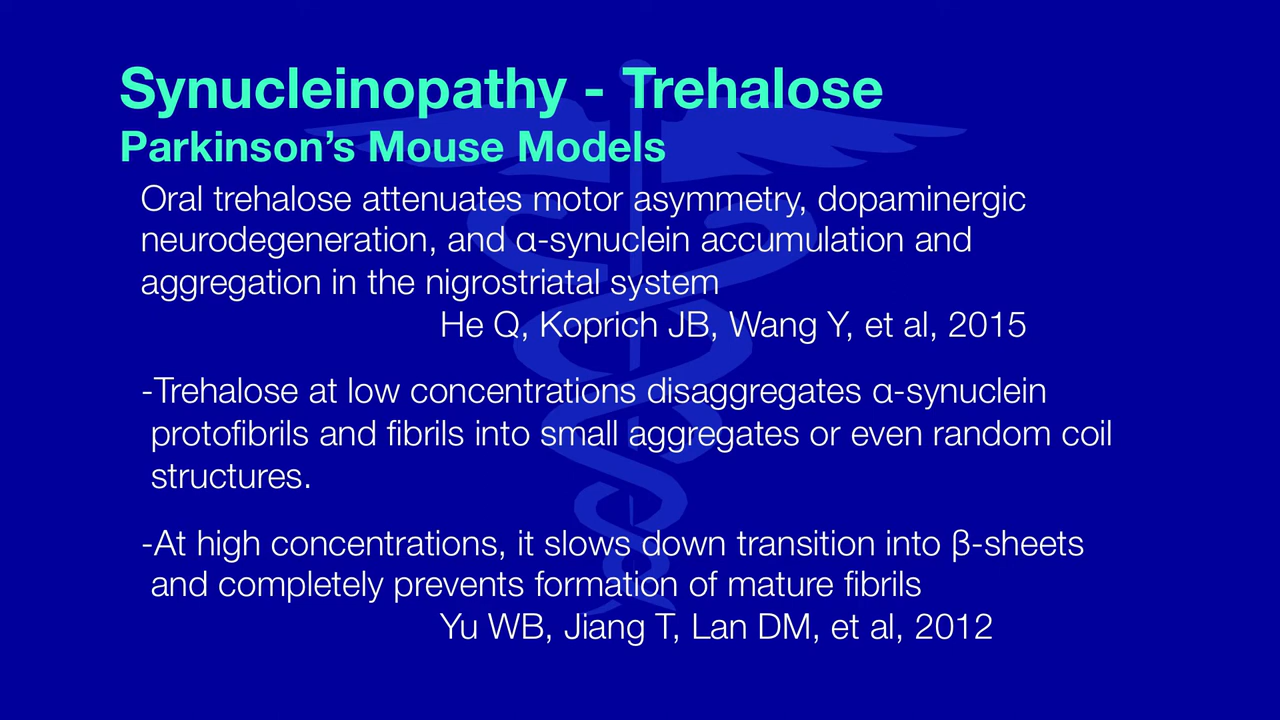 Synucleinopathy - Trehalose
Parkinson’s Mouse Models
Oral trehalose attenuates motor asymmetry, dopaminergic
neurodegeneration, and α-synuclein accumulation and
aggregation in the nigrostriatal system
He Q, Koprich JB, Wang Y, et al, 2015
-Trehalose at low concentrations disaggregates α-synuclein
protofibrils and fibrils into small aggregates or even random coil
structures.
-At high concentrations, it slows down transition into β-sheets
and completely prevents formation of mature fibrils
Yu WB, Jiang T, Lan DM, et al, 2012